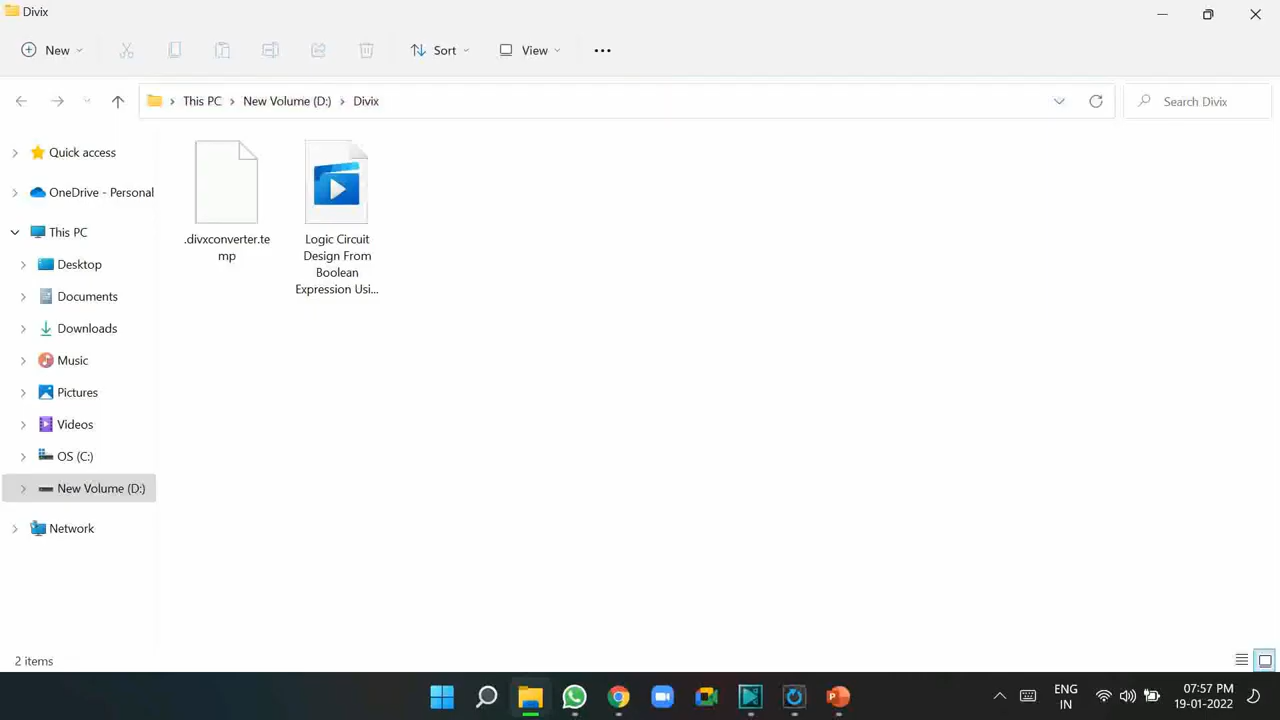 Divix
New
Sort
View
This PC
New Volume (D:)
Divix
Search Divix
Quick access
OneDrive - Personal
This PC
Desktop
Documents
Downloads
Music
Pictures
Videos
OS (C:)
New Volume (D:)
Network
.divxconverter.te
mp
Logic Circuit
Design From
Boolean
Expression Usi...
2 items
ENG
IN
07:57 PM
19-01-2022